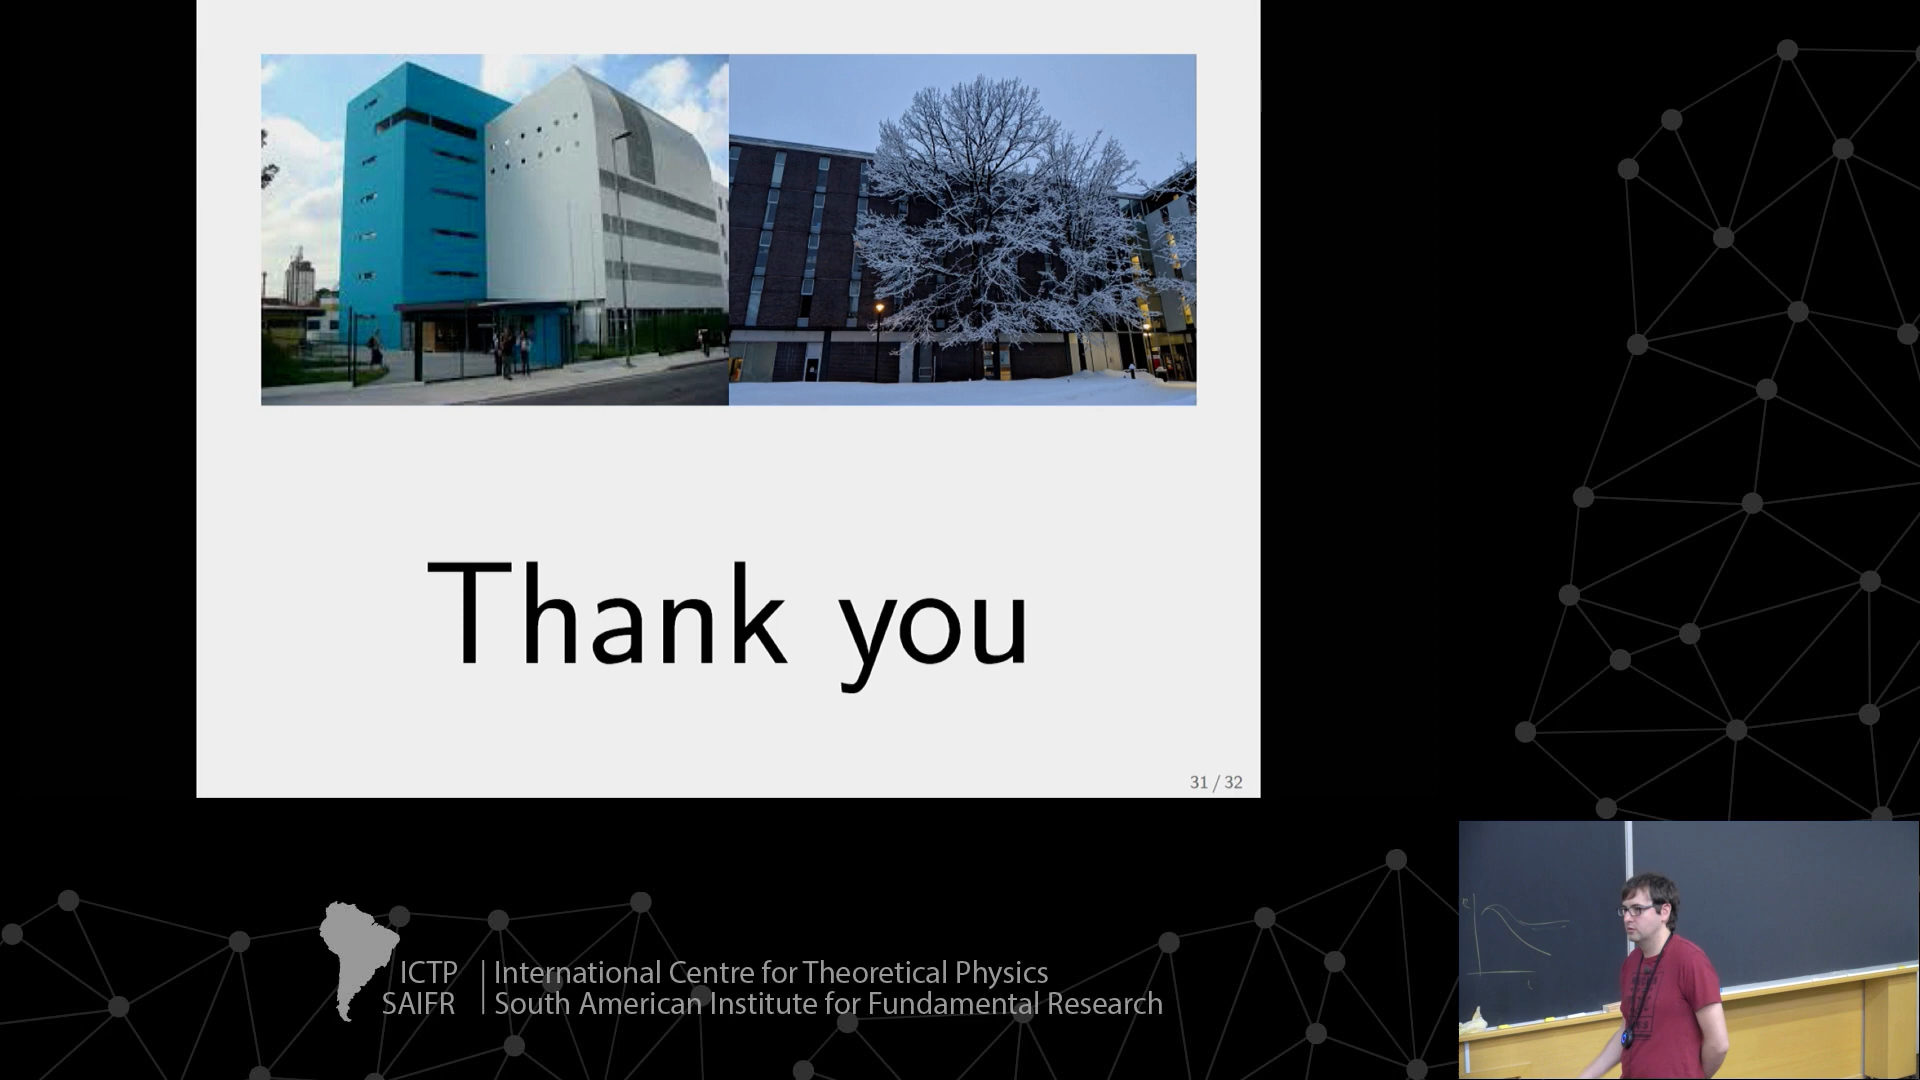 Thank you
31 / 32
ICTP
SAIFR
International Centre for Theoretical Physics
South American Institute for Fundamental Research